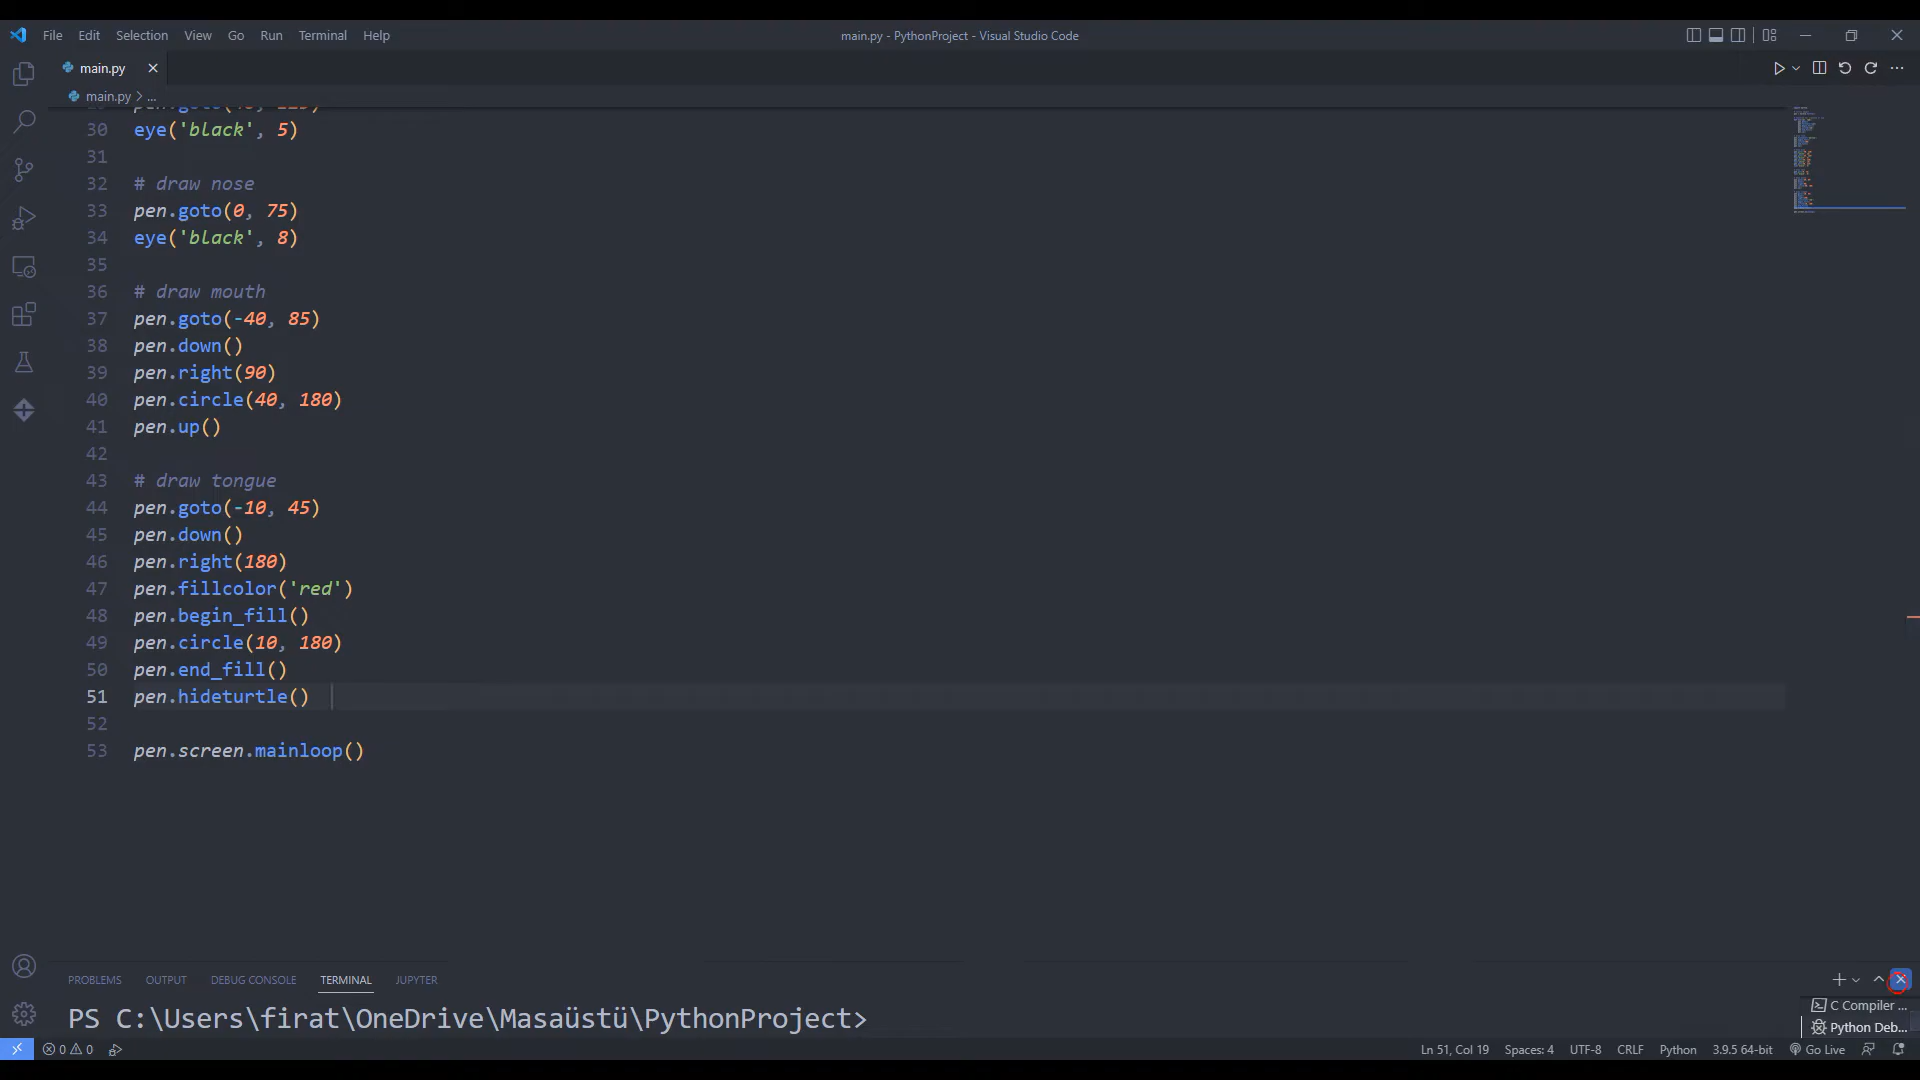 File Edit Selection View Go Run Terminal Help
main.py - PythonProject - Visual Studio Code
main.py
main.py > ...
30 eye('black', 5)
31
32 # draw nose
33 pen.goto(0, 75)
34 eye('black', 8)
35
36 # draw mouth
37 pen.goto(-40, 85)
38 pen.down()
39 pen.right(90)
40 pen.circle(40, 180)
41 pen.up()
42
43 # draw tongue
44 pen.goto(-10, 45)
45 pen.down()
46 pen.right(180)
47 pen.fillcolor('red')
48 pen.begin_fill()
49 pen.circle(10, 180)
50 pen.end_fill()
51 pen.hideturtle()
52
53 pen.screen.mainloop()
PROBLEMS OUTPUT DEBUG CONSOLE TERMINAL JUPYTER
PS C:\Users\firat\OneDrive\Masaüstü\PythonProject>
C Compiler ...
Python Deb...
0 0
Ln 51, Col 19 Spaces: 4 UTF-8 CRLF Python 3.9.5 64-bit Go Live